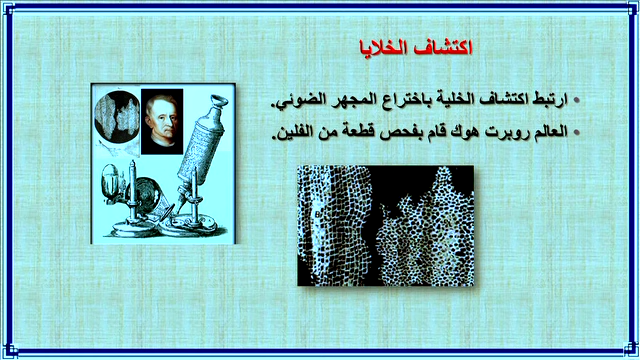 اكتشاف الخلايا
• ارتبط اكتشاف الخلية باختراع المجهر الضوئي.
• العالم روبرت هوك قام بفحص قطعة من الفلين.